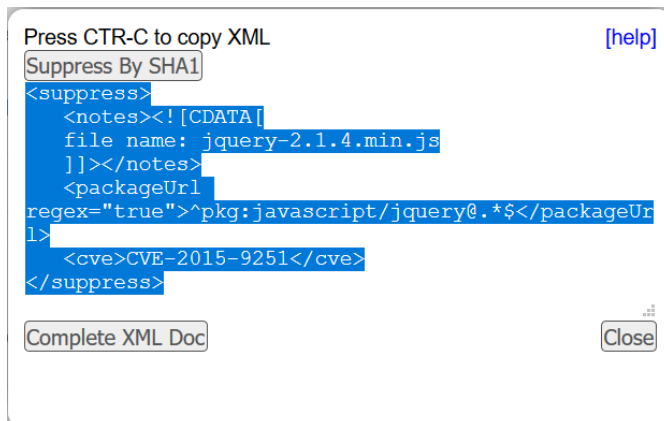 Press CTR-C to copy XML [help]
Suppress By SHA1
<suppress>
   <notes><![CDATA[
   file name: jquery-2.1.4.min.js
   ]]></notes>
   <packageUrl
regex="true">^pkg:javascript/jquery@.*$</packageUr
l>
   <cve>CVE-2015-9251</cve>
</suppress>
Complete XML Doc Close